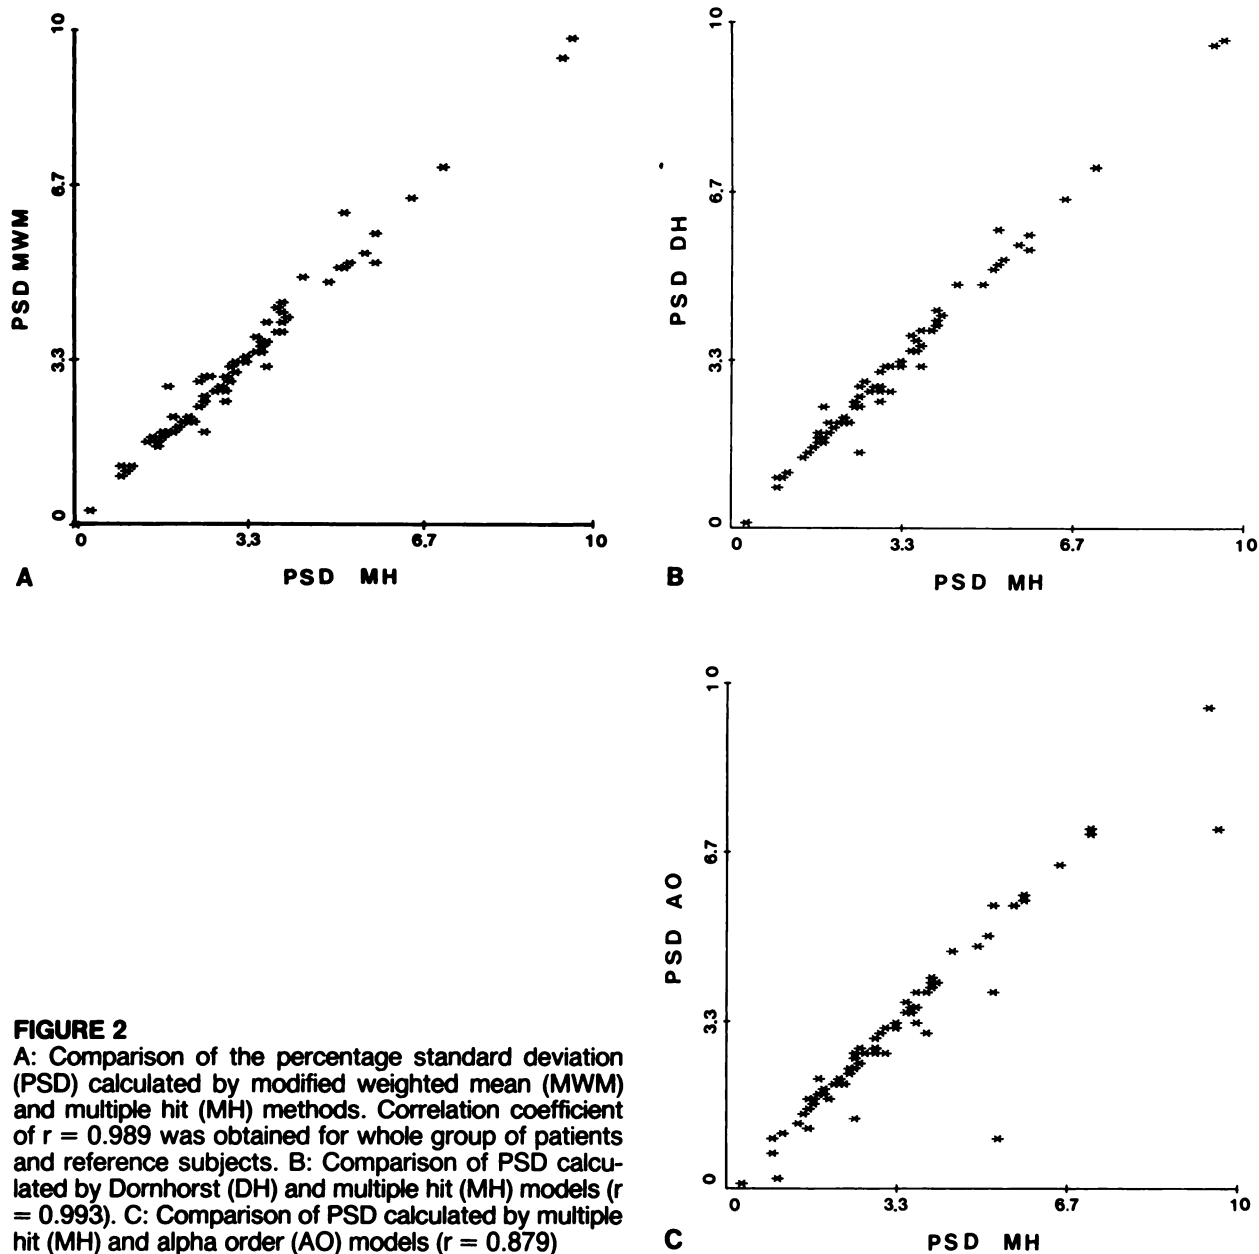 10
6.7
3.3
0
PSD MWM
0 3.3 6.7 10
A PSD MH
10
6.7
3.3
0
PSD DH
0 3.3 6.7 10
B PSD MH
10
6.7
3.3
0
PSD AO
0 3.3 6.7 10
C PSD MH
FIGURE 2
A: Comparison of the percentage standard deviation
(PSD) calculated by modified weighted mean (MWM)
and multiple hit (MH) methods. Correlation coefficient
of r = 0.989 was obtained for whole group of patients
and reference subjects. B: Comparison of PSD calcu-
lated by Dornhorst (DH) and multiple hit (MH) models (r
= 0.993). C: Comparison of PSD calculated by multiple
hit (MH) and alpha order (AO) models (r = 0.879)